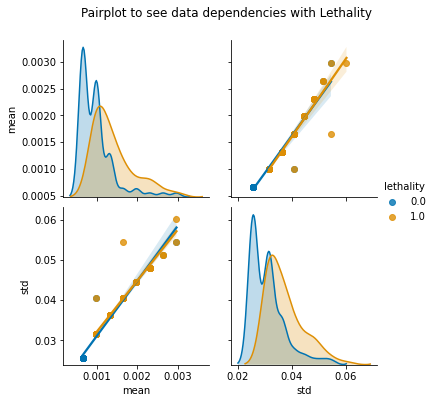 Pairplot to see data dependencies with Lethality
0.0030
0.0025
0.0020
0.0015
0.0010
0.0005
mean
lethality
0.0
1.0
0.06
0.05
0.04
0.03
std
0.001 0.002 0.003
mean
0.02 0.04 0.06
std